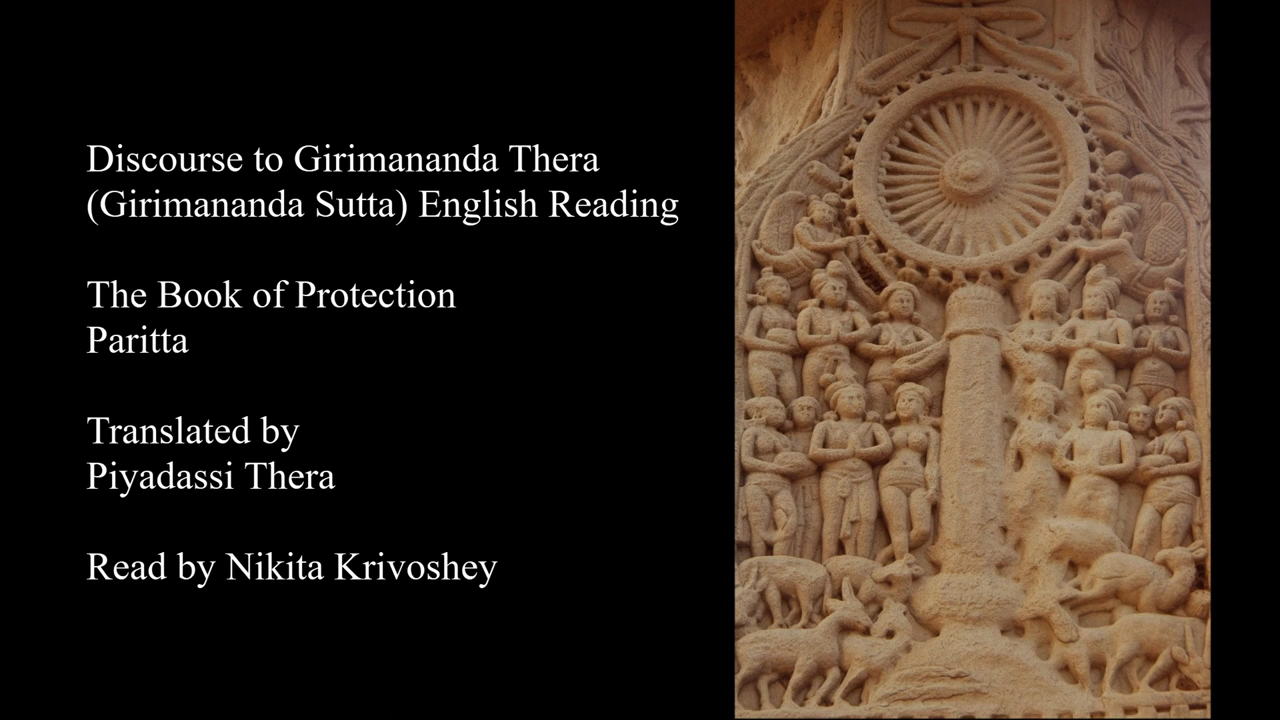 Discourse to Girimananda Thera
(Girimananda Sutta) English Reading
The Book of Protection
Paritta
Translated by
Piyadassi Thera
Read by Nikita Krivoshey